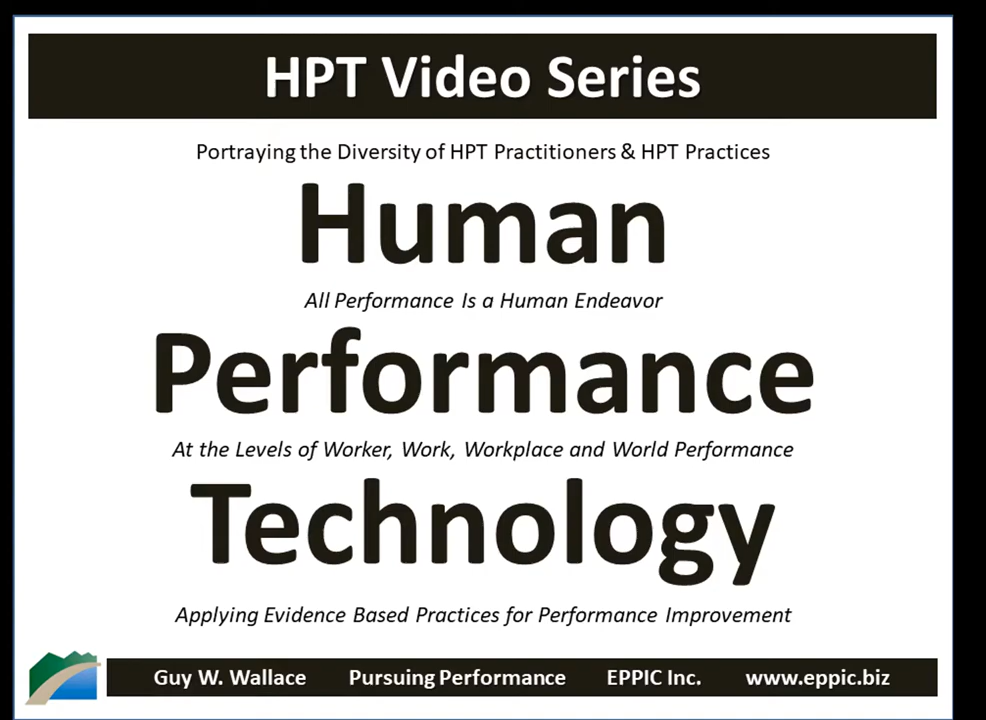 HPT Video Series
Portraying the Diversity of HPT Practitioners & HPT Practices
Human
All Performance Is a Human Endeavor
Performance
At the Levels of Worker, Work, Workplace and World Performance
Technology
Applying Evidence Based Practices for Performance Improvement
Guy W. Wallace Pursuing Performance EPPIC Inc. www.eppic.biz